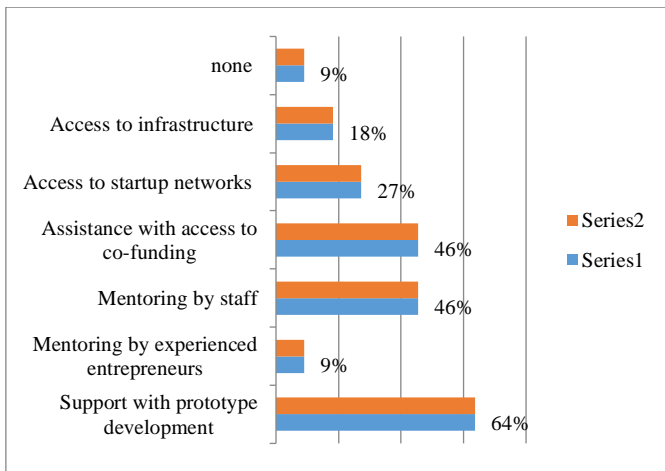 none
9%
Access to infrastructure
18%
Access to startup networks
27%
Assistance with access to
co-funding
46%
Mentoring by staff
46%
Mentoring by experienced
entrepreneurs
9%
Support with prototype
development
64%
Series2
Series1